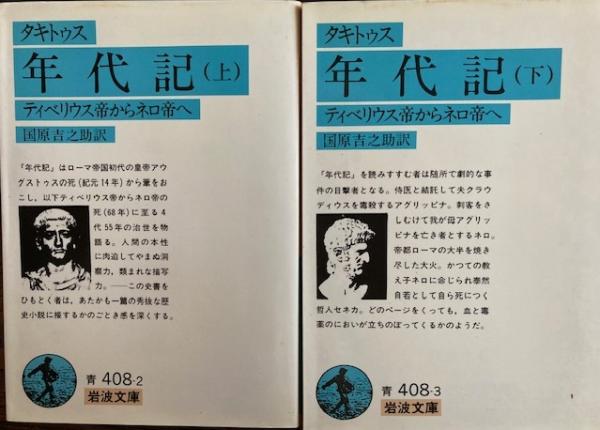 タキトゥス
年代記(上)
ティベリウス帝からネロ帝へ
国原吉之助訳
『年代記』はローマ帝国初代の皇帝アウ
グストゥスの死(紀元14年)から筆をお
こし,以下ティベリウス帝からネロ帝の
死(68年)に至る4
代55年の治世を物
語る。人間の本性
に肉迫してやまぬ洞
察力,類まれな描写
力。――この史書を
ひもとく者は,あたかも一篇の秀抜な歴
史小説に接するかのごとき感を深くする。
青 408-2
岩波文庫
タキトゥス
年代記(下)
ティベリウス帝からネロ帝へ
国原吉之助訳
『年代記』を読みすすむ者は随所で劇的な事
件の目撃者となる。侍医と結託して夫クラウ
ディウスを毒殺するアグリッピナ。刺客をさ
しむけて我が母アグリッ
ピナを亡き者とするネロ。
帝都ローマの大半を焼き
尽した大火。かつての教
え子ネロに命じられ泰然
自若として自ら死につく
哲人セネカ。どのページをくっても,血と毒
薬のにおいが立ちのぼってくるかのようだ。
青 408-3
岩波文庫